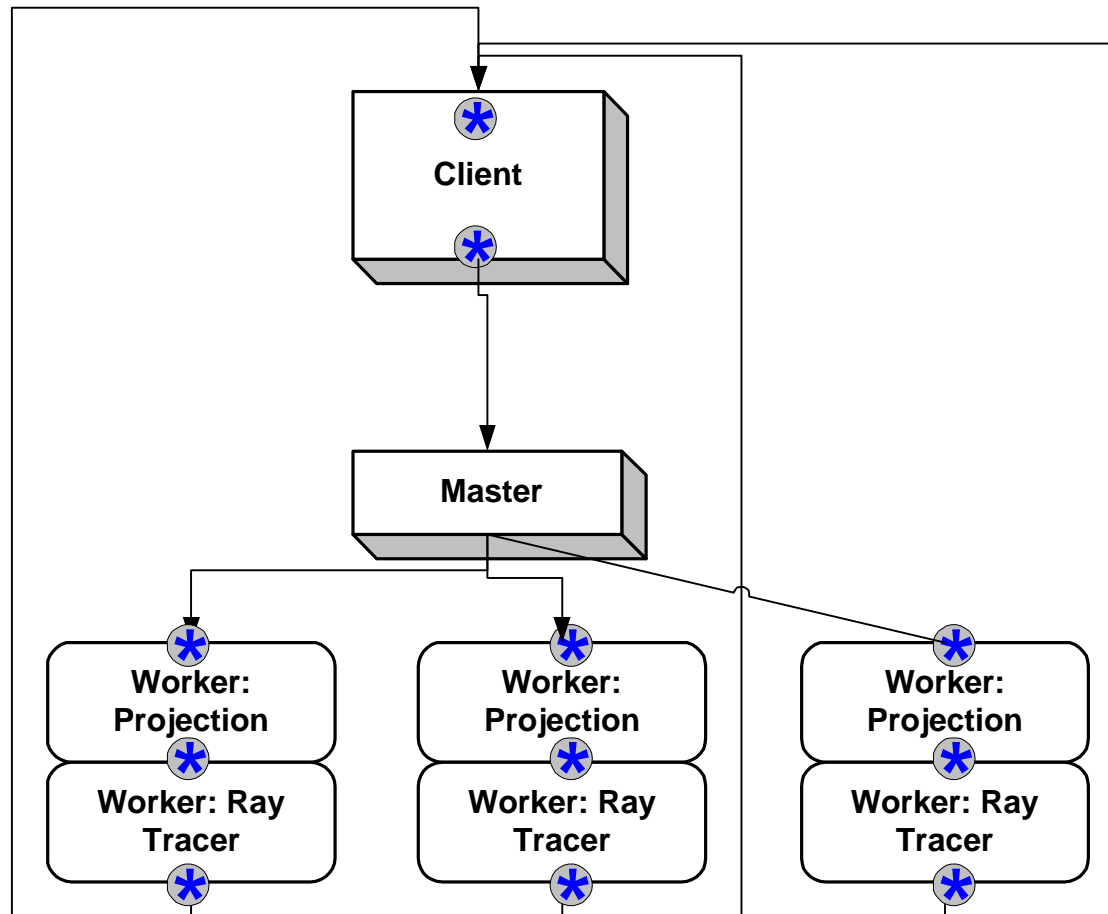 *
Client
*
Master
* * *
Worker: Worker: Worker:
Projection Projection Projection
* * *
Worker: Ray Worker: Ray Worker: Ray
Tracer Tracer Tracer
* * *